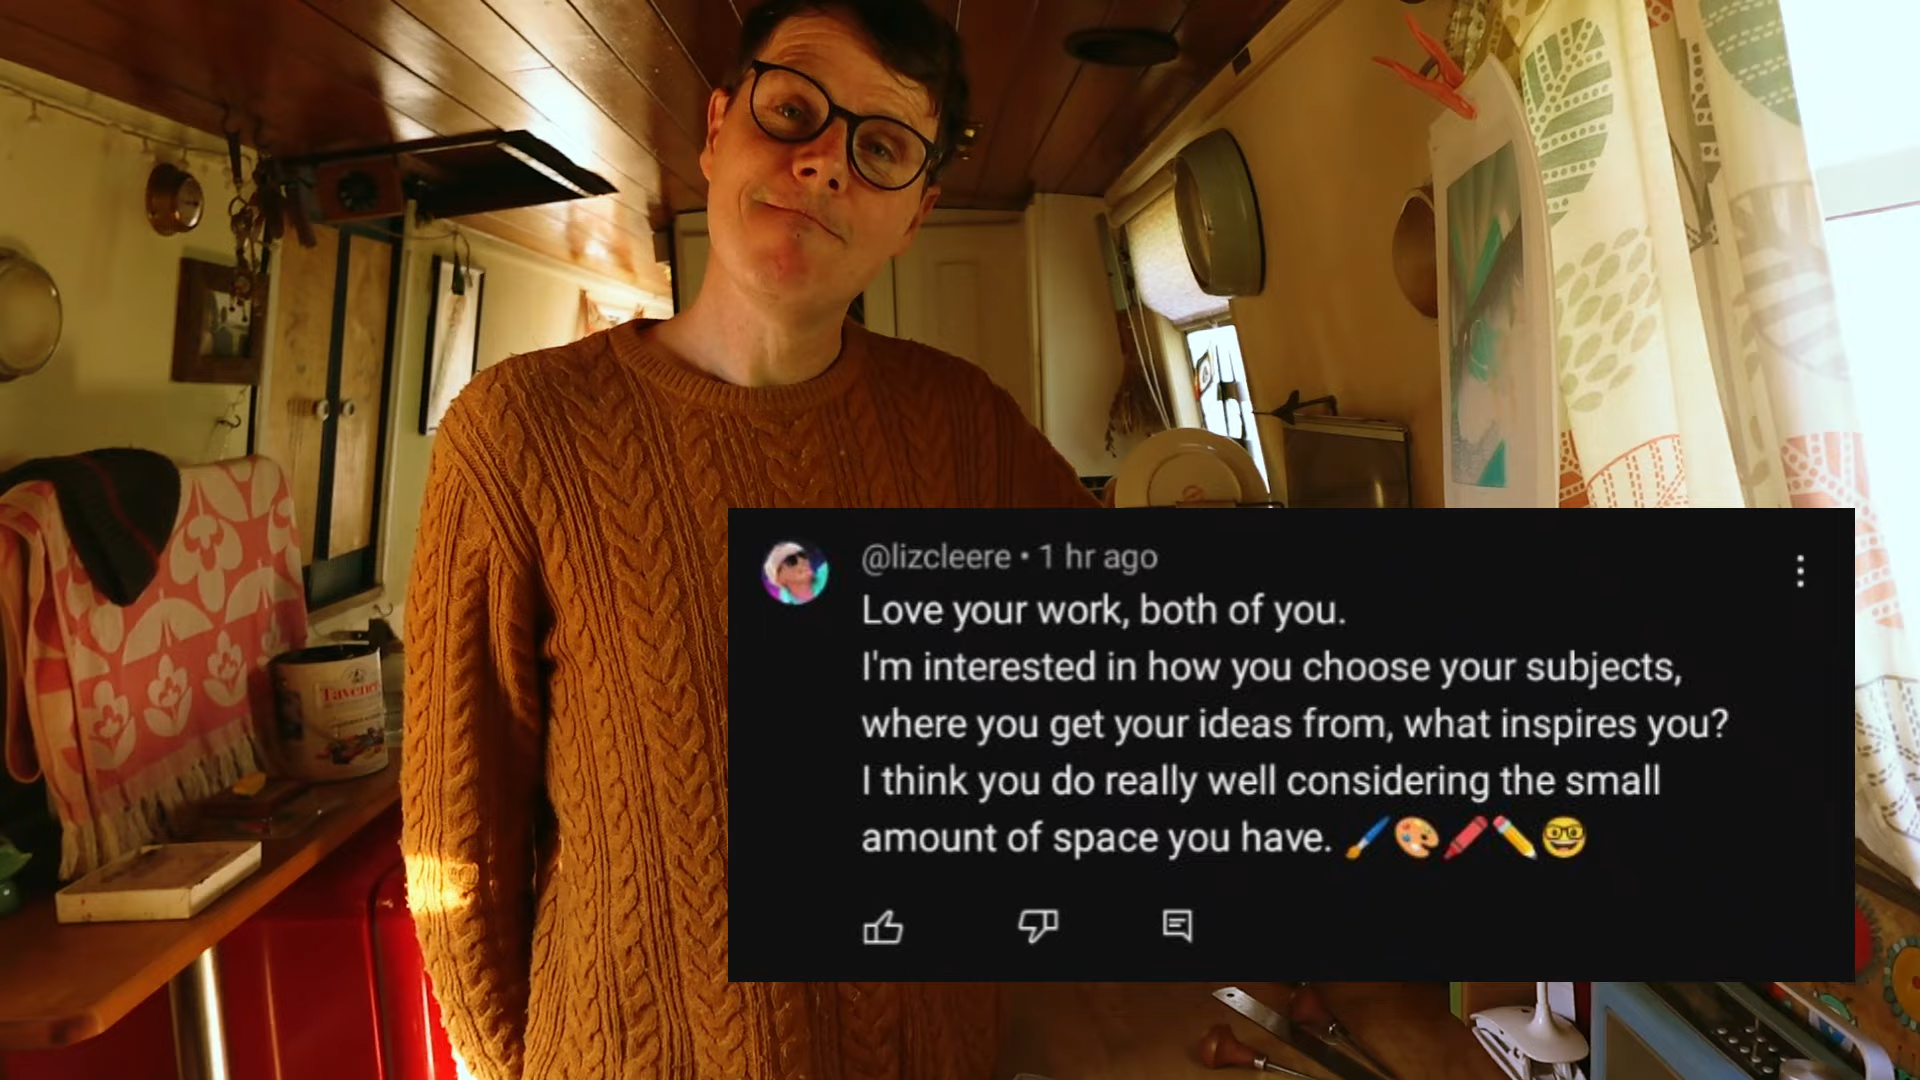 Tavener
@lizcleere • 1 hr ago
Love your work, both of you.
I'm interested in how you choose your subjects,
where you get your ideas from, what inspires you?
I think you do really well considering the small
amount of space you have. 🖌️🎨🖍️✏️🤓